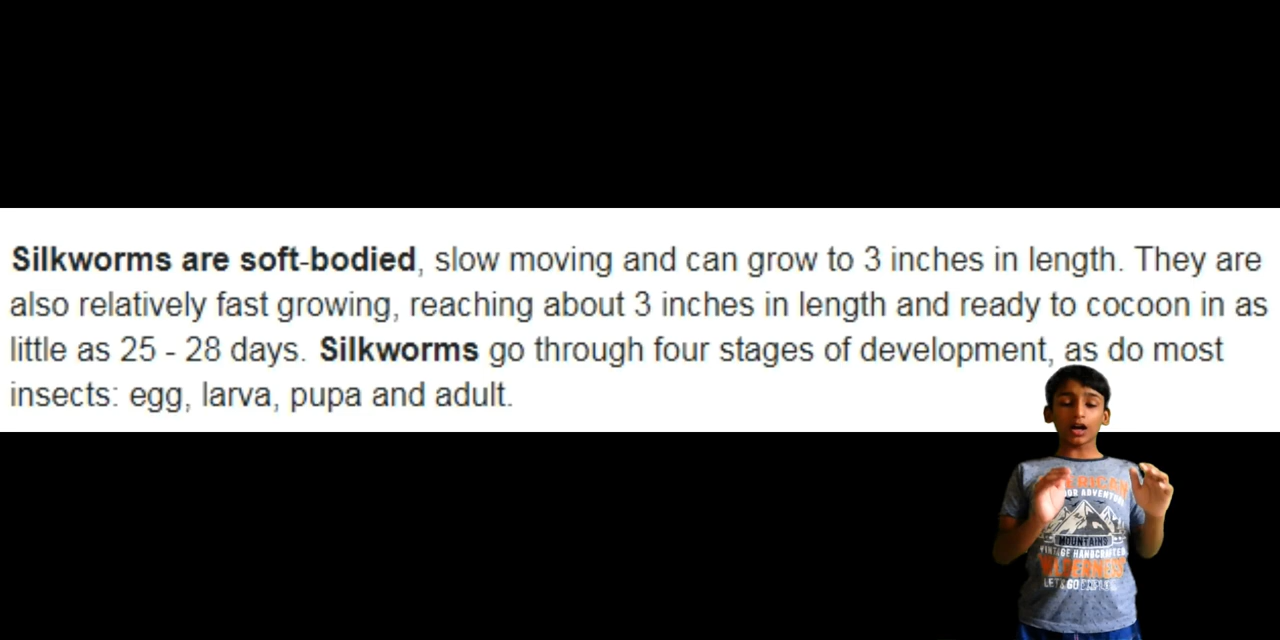 Silkworms are soft-bodied, slow moving and can grow to 3 inches in length. They are
also relatively fast growing, reaching about 3 inches in length and ready to cocoon in as
little as 25 - 28 days. Silkworms go through four stages of development, as do most
insects: egg, larva, pupa and adult.
MOUNTAINS